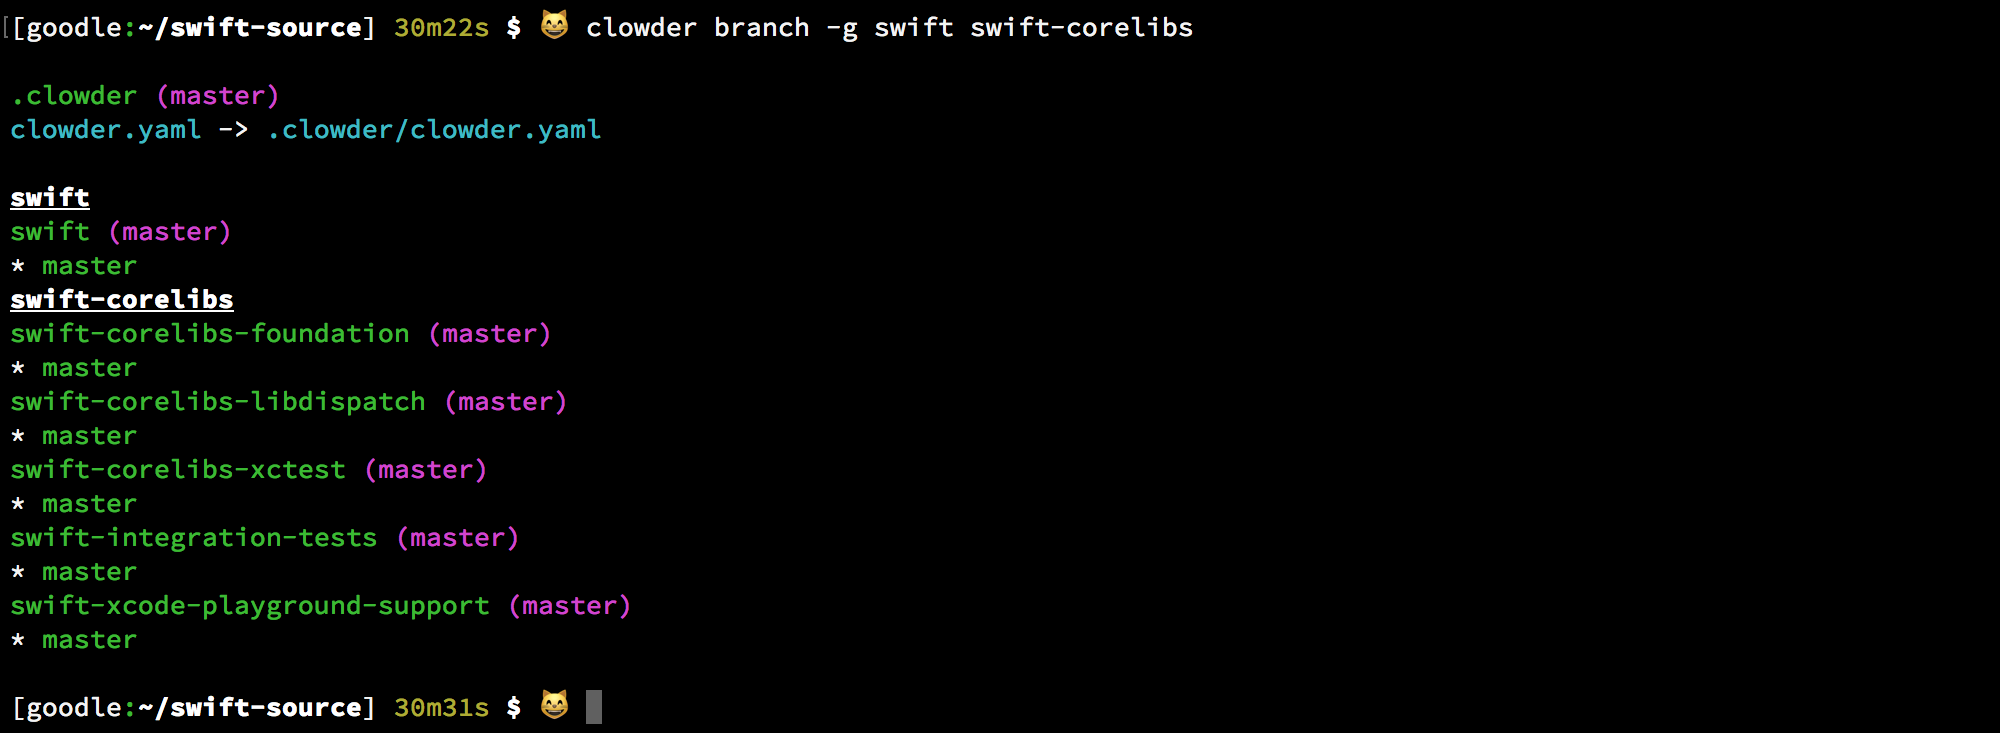 [goodle:~/swift-source] 30m22s $ 😸 clowder branch -g swift swift-corelibs
.clowder (master)
clowder.yaml -> .clowder/clowder.yaml
swift
swift (master)
* master
swift-corelibs
swift-corelibs-foundation (master)
* master
swift-corelibs-libdispatch (master)
* master
swift-corelibs-xctest (master)
* master
swift-integration-tests (master)
* master
swift-xcode-playground-support (master)
* master
[goodle:~/swift-source] 30m31s $ 😸